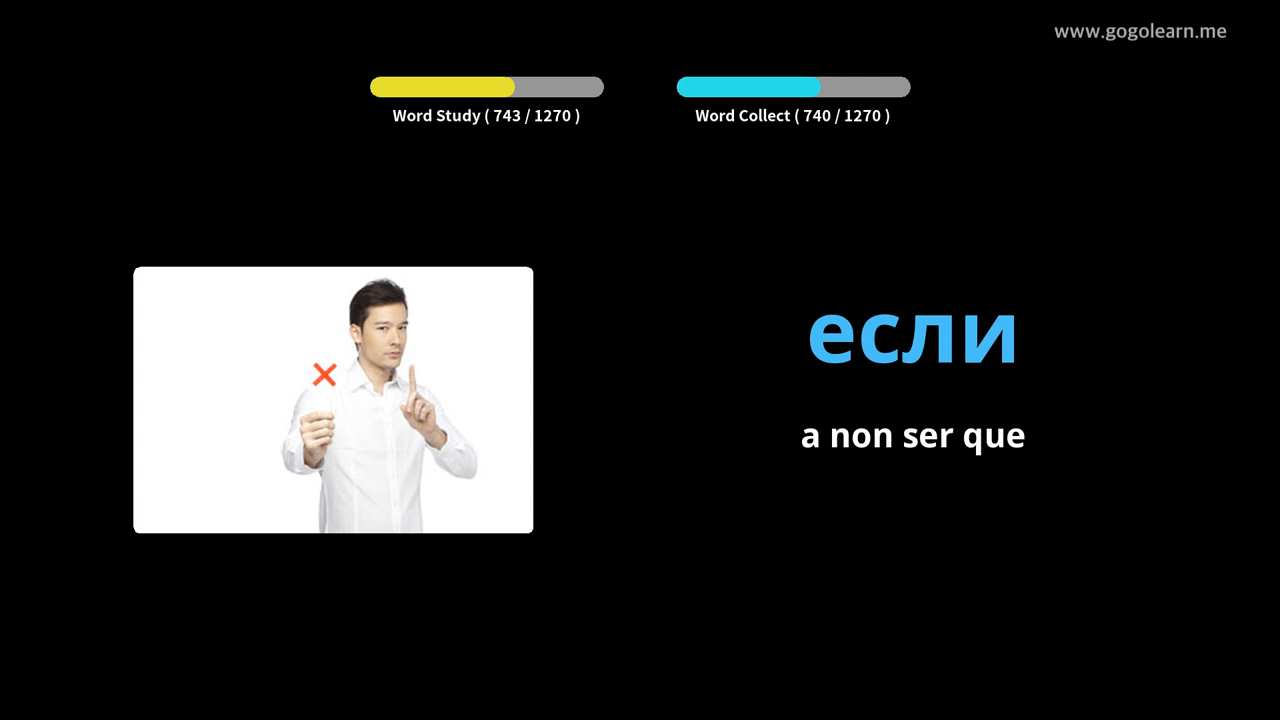 www.gogolearn.me
Word Study ( 743 / 1270 )
Word Collect ( 740 / 1270 )
если
a non ser que